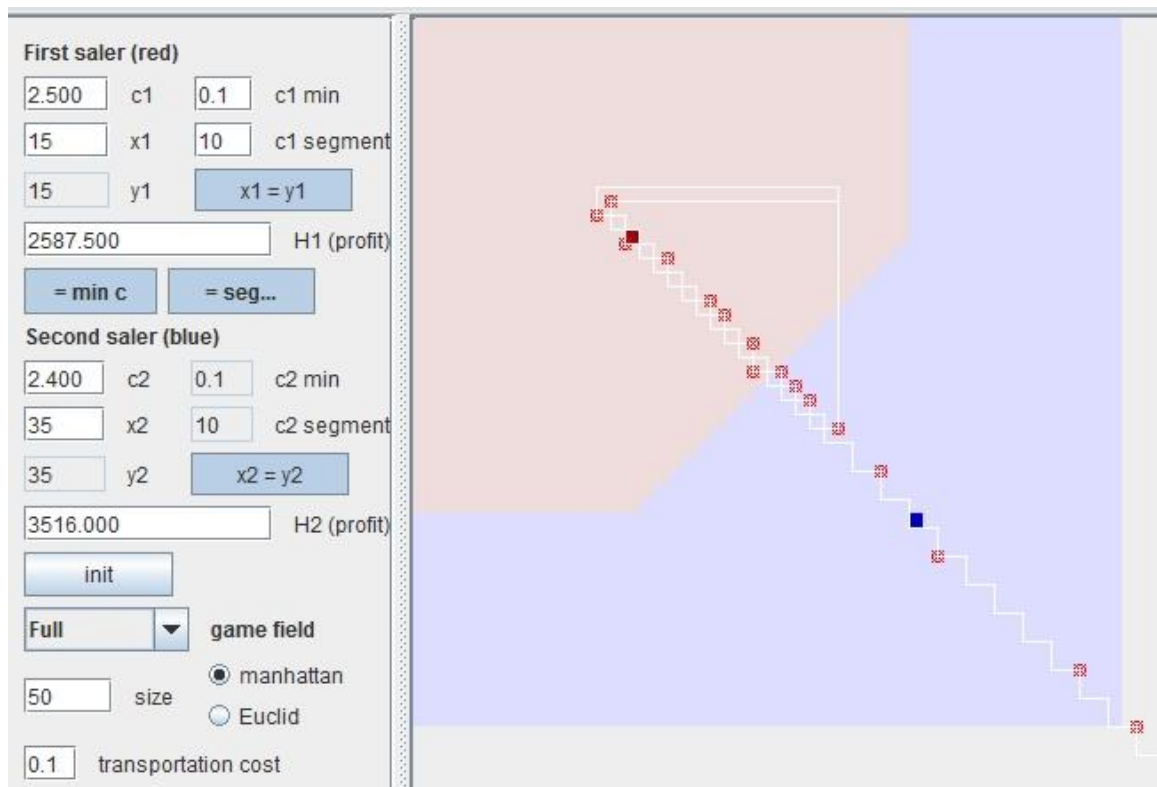 First saler (red)
2.500 c1 0.1 c1 min
15 x1 10 c1 segment
15 y1 x1 = y1
2587.500 H1 (profit)
= min c = seg...
Second saler (blue)
2.400 c2 0.1 c2 min
35 x2 10 c2 segment
35 y2 x2 = y2
3516.000 H2 (profit)
init
Full game field
manhattan
50 size
Euclid
0.1 transportation cost